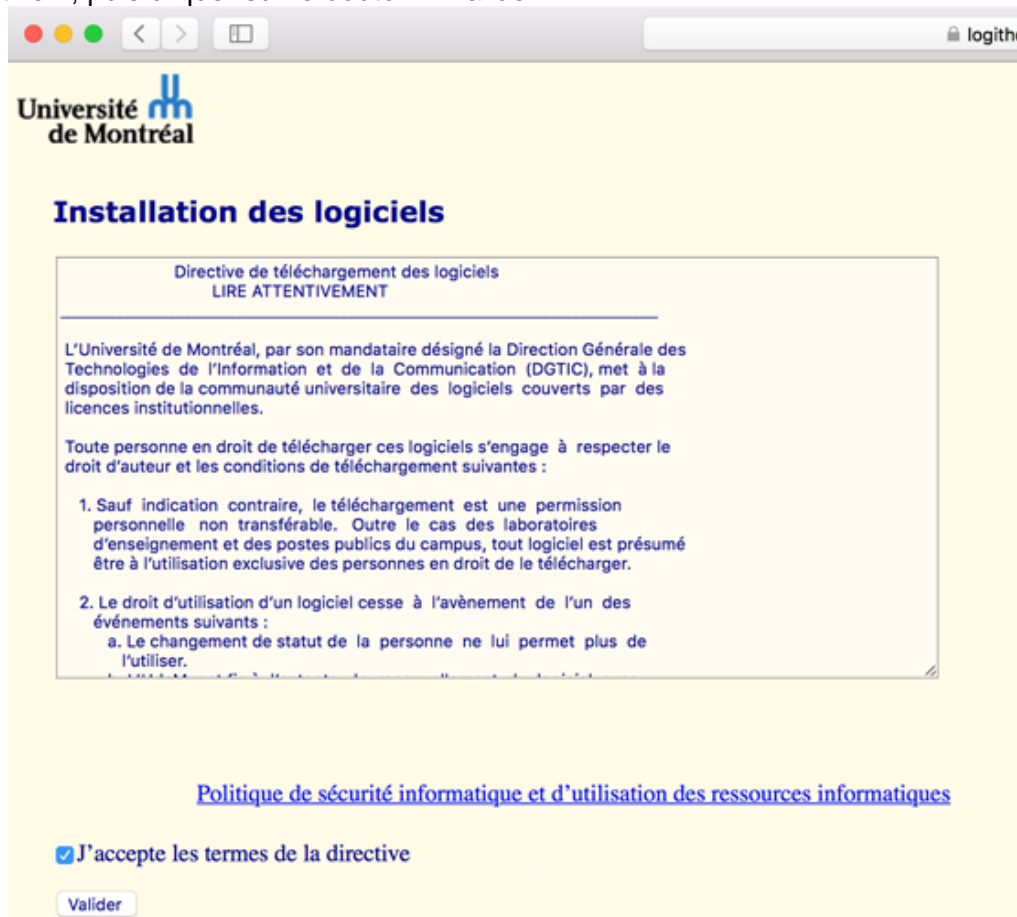 logith
Université
de Montréal
Installation des logiciels
Directive de téléchargement des logiciels
LIRE ATTENTIVEMENT
L'Université de Montréal, par son mandataire désigné la Direction Générale des
Technologies de l'Information et de la Communication (DGTIC), met à la
disposition de la communauté universitaire des logiciels couverts par des
licences institutionnelles.
Toute personne en droit de télécharger ces logiciels s'engage à respecter le
droit d'auteur et les conditions de téléchargement suivantes :
1. Sauf indication contraire, le téléchargement est une permission
personnelle non transférable. Outre le cas des laboratoires
d'enseignement et des postes publics du campus, tout logiciel est présumé
être à l'utilisation exclusive des personnes en droit de le télécharger.
2. Le droit d'utilisation d'un logiciel cesse à l'avènement de l'un des
événements suivants :
a. Le changement de statut de la personne ne lui permet plus de
l'utiliser.
Politique de sécurité informatique et d'utilisation des ressources informatiques
J'accepte les termes de la directive
Valider